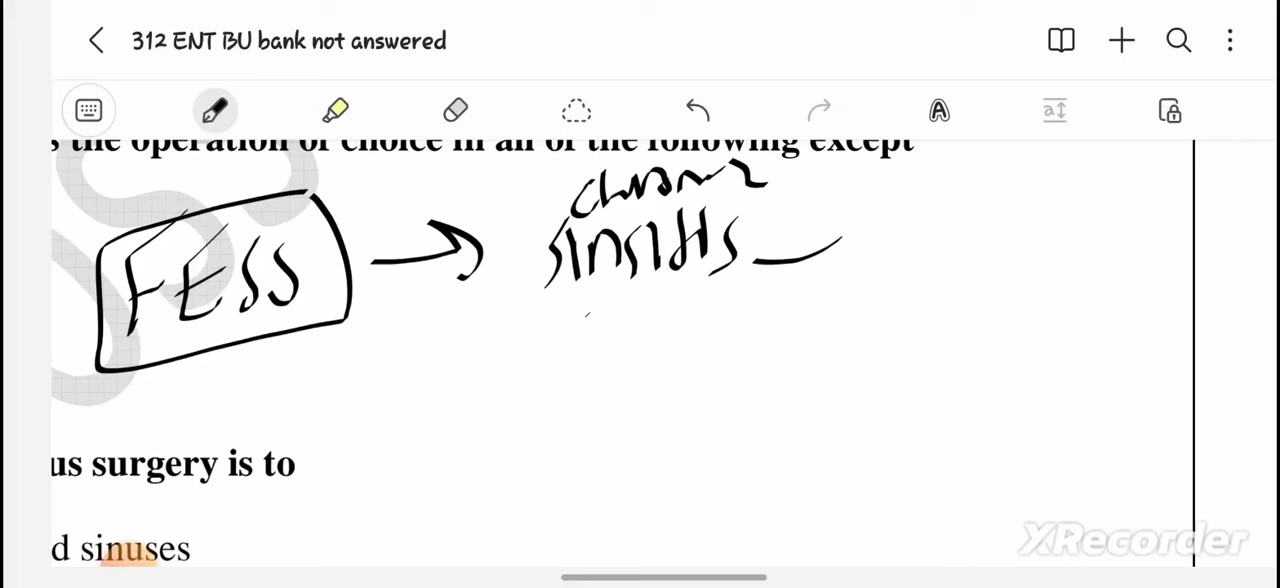 312 ENT BU bank not answered
s the operation of choice in all of the following except
chronic
FESS → sinsitis
us surgery is to
d sinuses
XRecorder